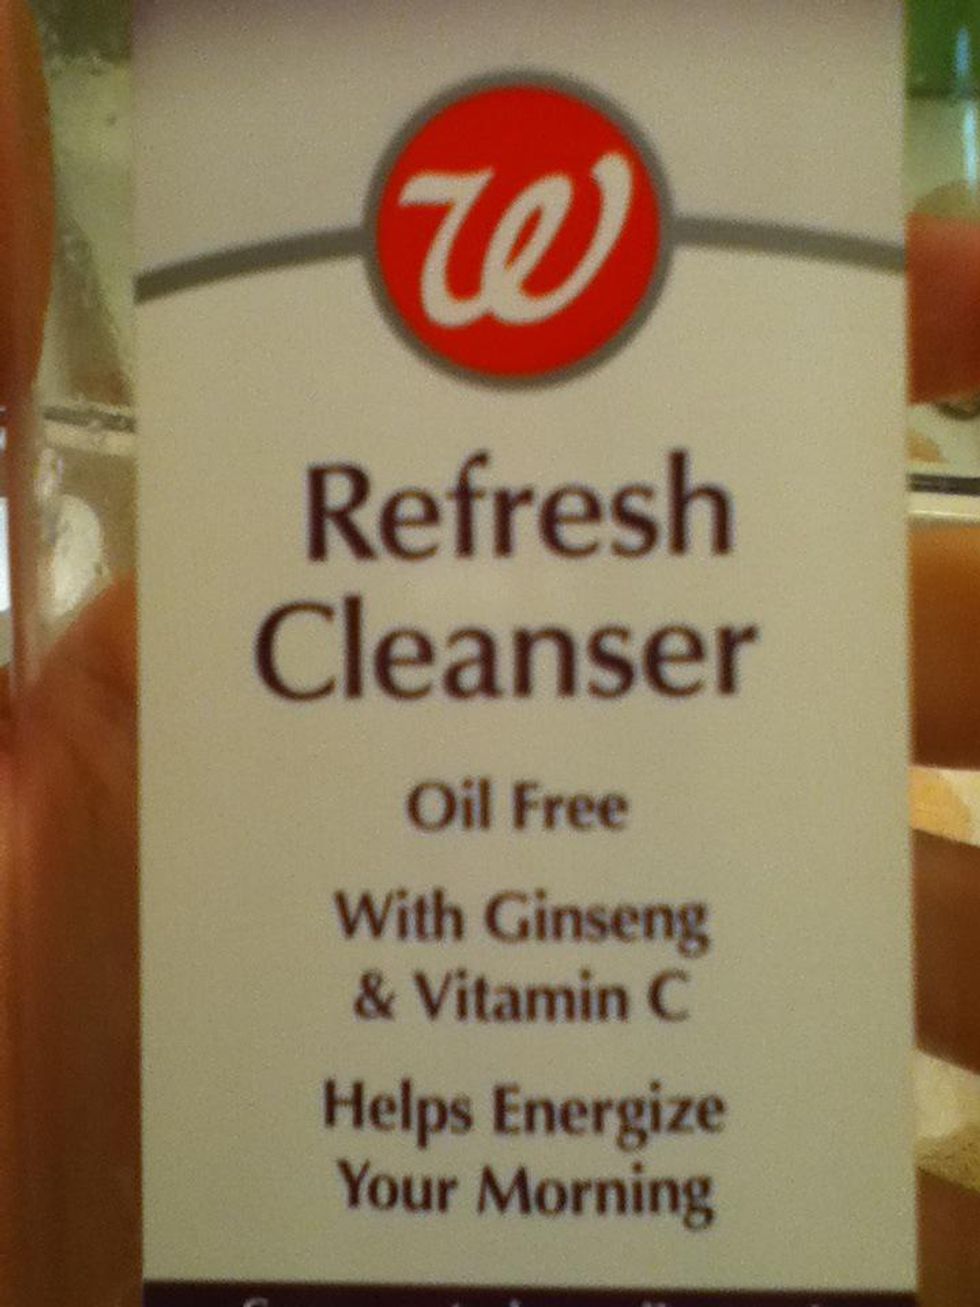 W
Refresh
Cleanser
Oil Free
With Ginseng
& Vitamin C
Helps Energize
Your Morning